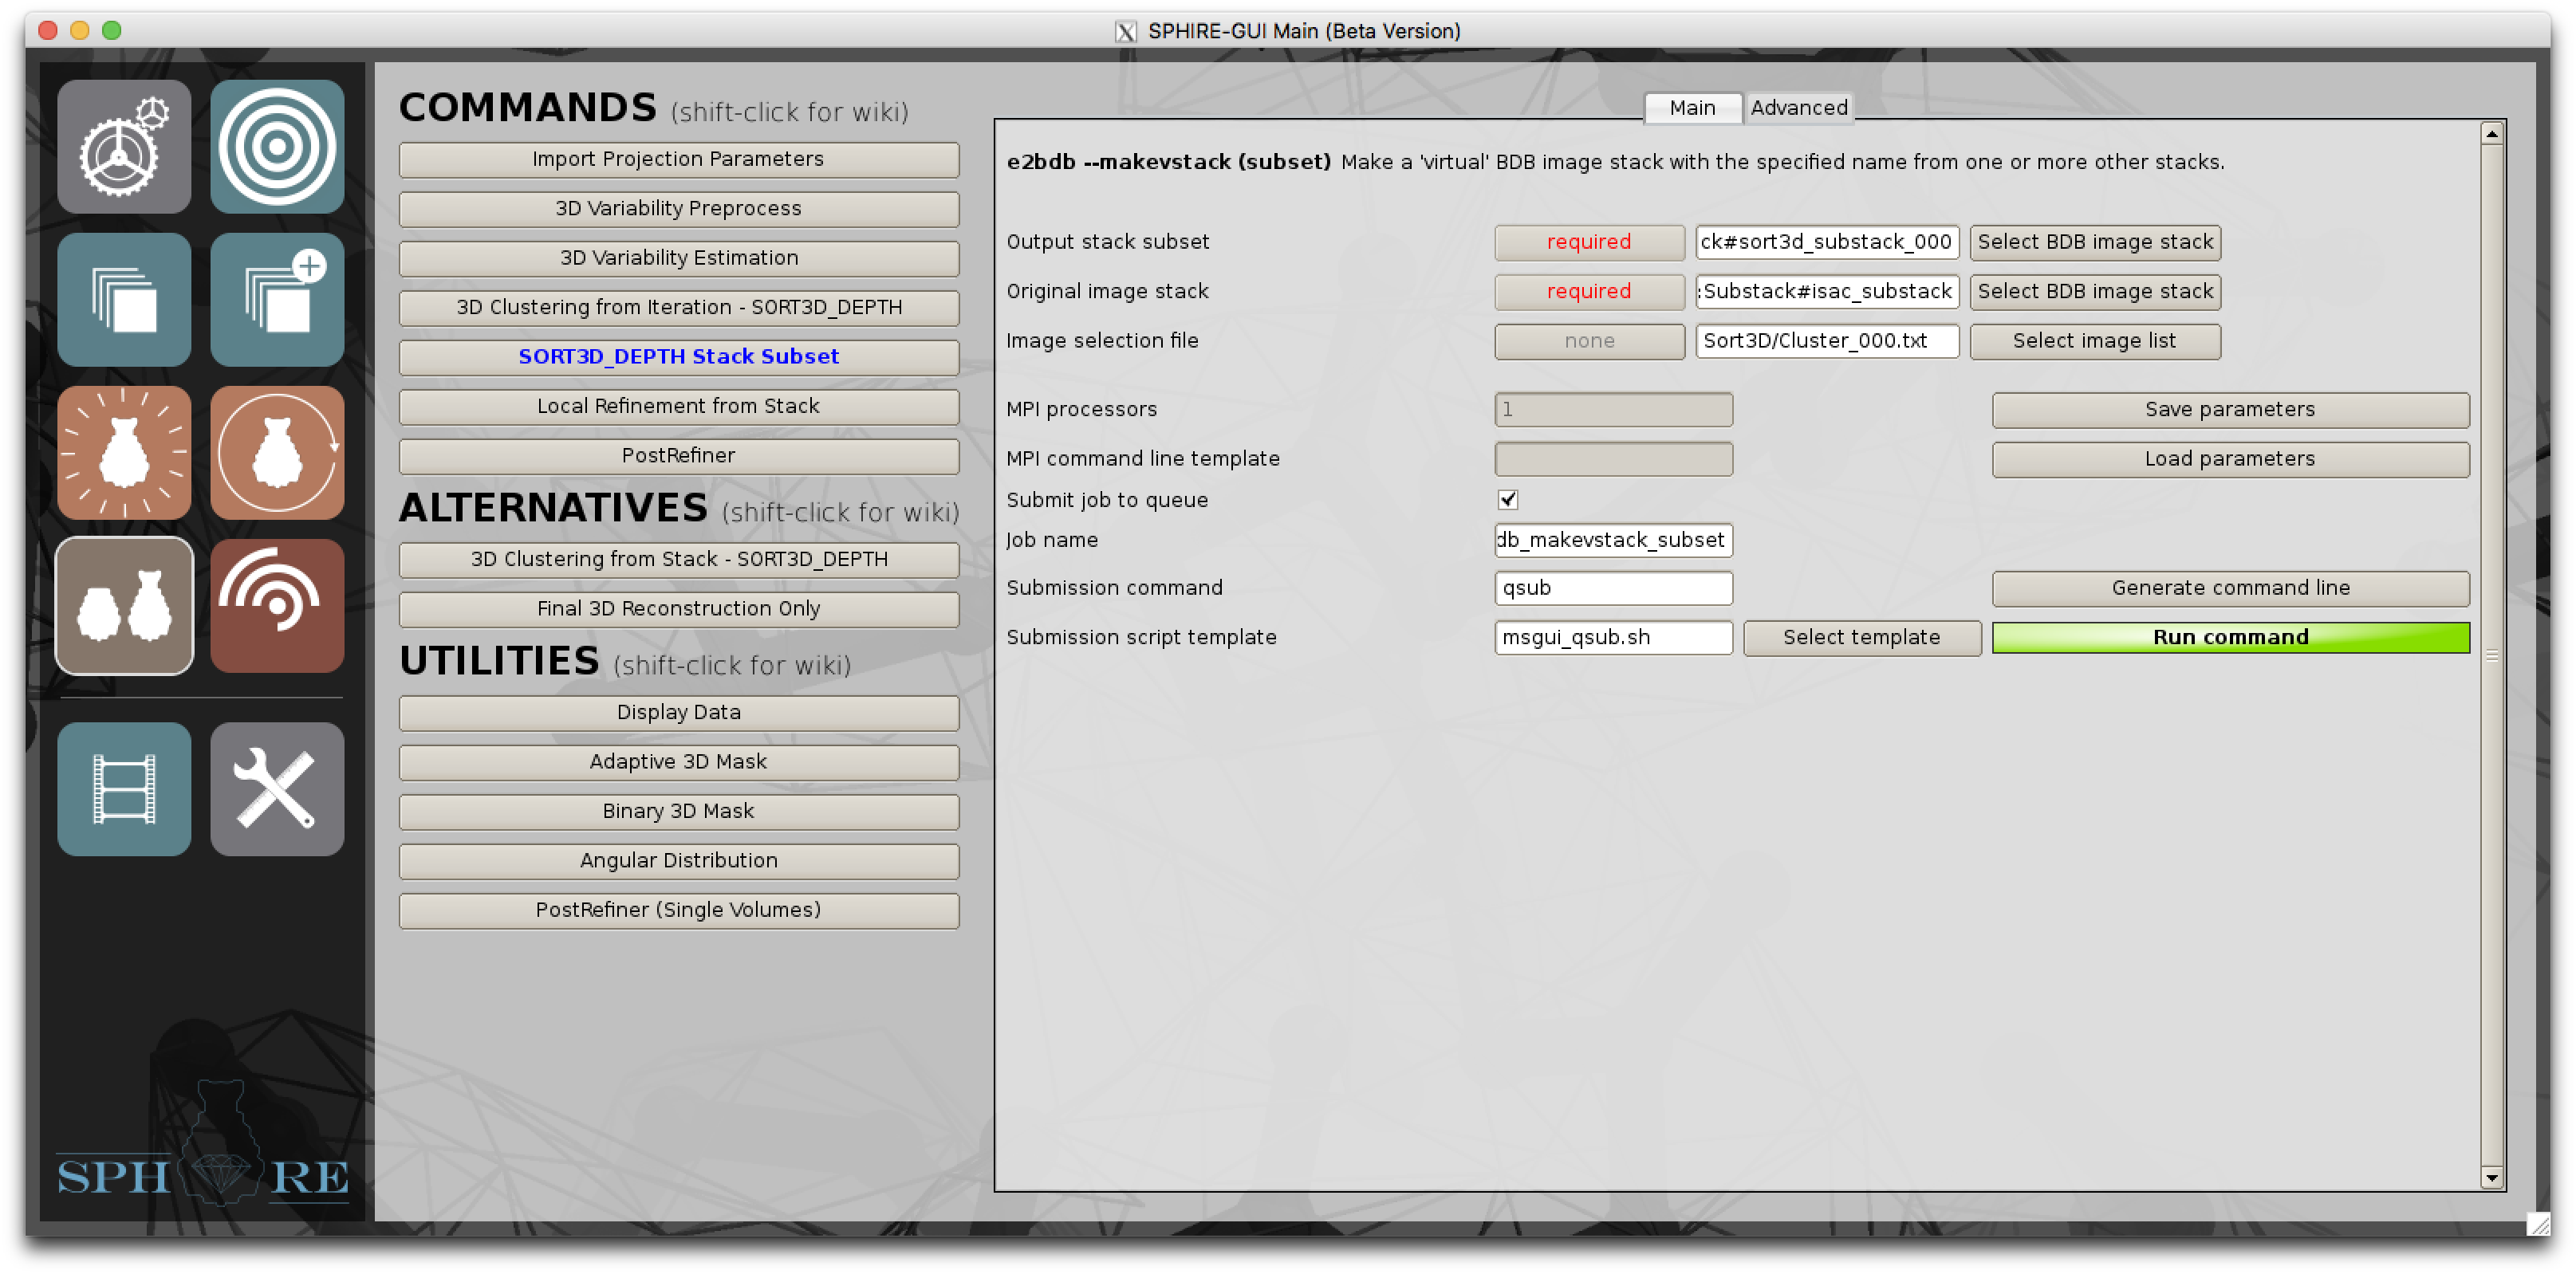 SPHIRE-GUI Main (Beta Version)
COMMANDS (shift-click for wiki)
Import Projection Parameters
3D Variability Preprocess
3D Variability Estimation
3D Clustering from Iteration - SORT3D_DEPTH
SORT3D_DEPTH Stack Subset
Local Refinement from Stack
PostRefiner
ALTERNATIVES (shift-click for wiki)
3D Clustering from Stack - SORT3D_DEPTH
Final 3D Reconstruction Only
UTILITIES (shift-click for wiki)
Display Data
Adaptive 3D Mask
Binary 3D Mask
Angular Distribution
PostRefiner (Single Volumes)
SPHIRE
Main Advanced
e2bdb --makevstack (subset) Make a 'virtual' BDB image stack with the specified name from one or more other stacks.
Output stack subset required ck#sort3d_substack_000 Select BDB image stack
Original image stack required :Substack#isac_substack Select BDB image stack
Image selection file none Sort3D/Cluster_000.txt Select image list
MPI processors 1 Save parameters
MPI command line template Load parameters
Submit job to queue
Job name db_makevstack_subset
Submission command qsub Generate command line
Submission script template msgui_qsub.sh Select template Run command